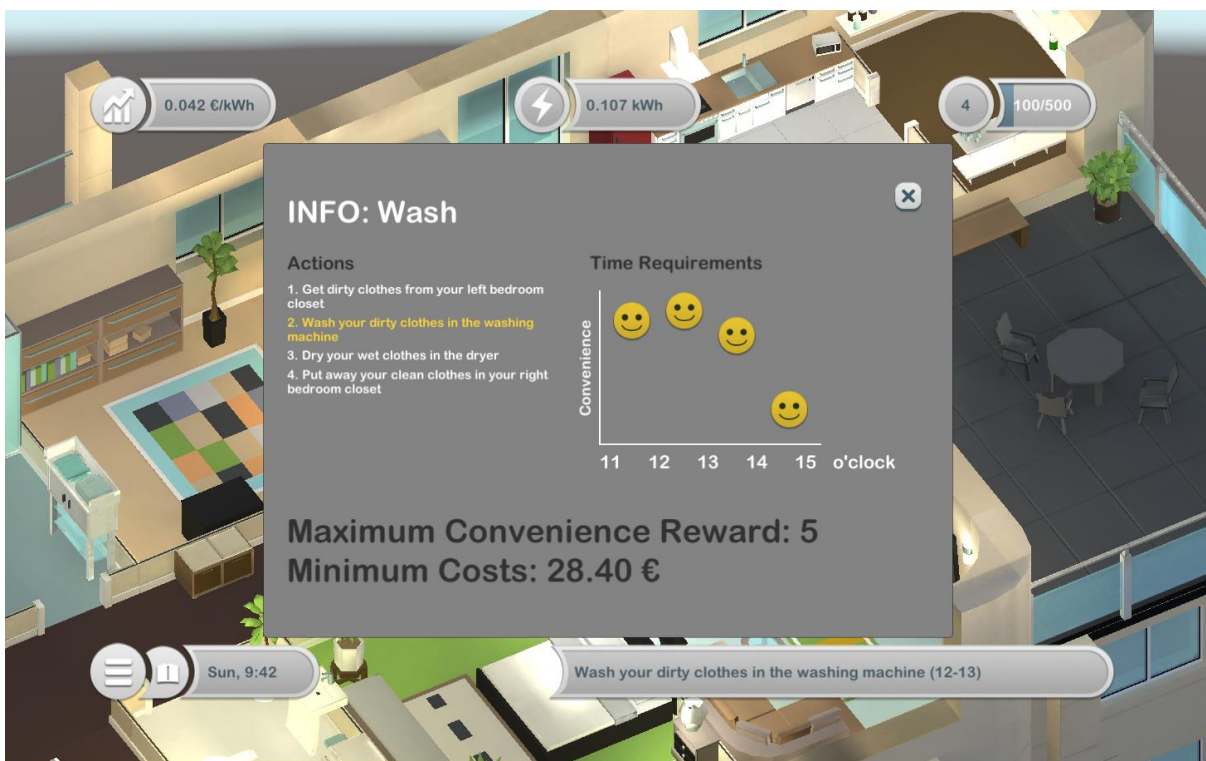 0.042 €/kWh
0.107 kWh
4
100/500
INFO: Wash
Actions
1. Get dirty clothes from your left bedroom
closet
2. Wash your dirty clothes in the washing
machine
3. Dry your wet clothes in the dryer
4. Put away your clean clothes in your right
bedroom closet
Time Requirements
Convenience
11 12 13 14 15 o'clock
Maximum Convenience Reward: 5
Minimum Costs: 28.40 €
Sun, 9:42
Wash your dirty clothes in the washing machine (12-13)